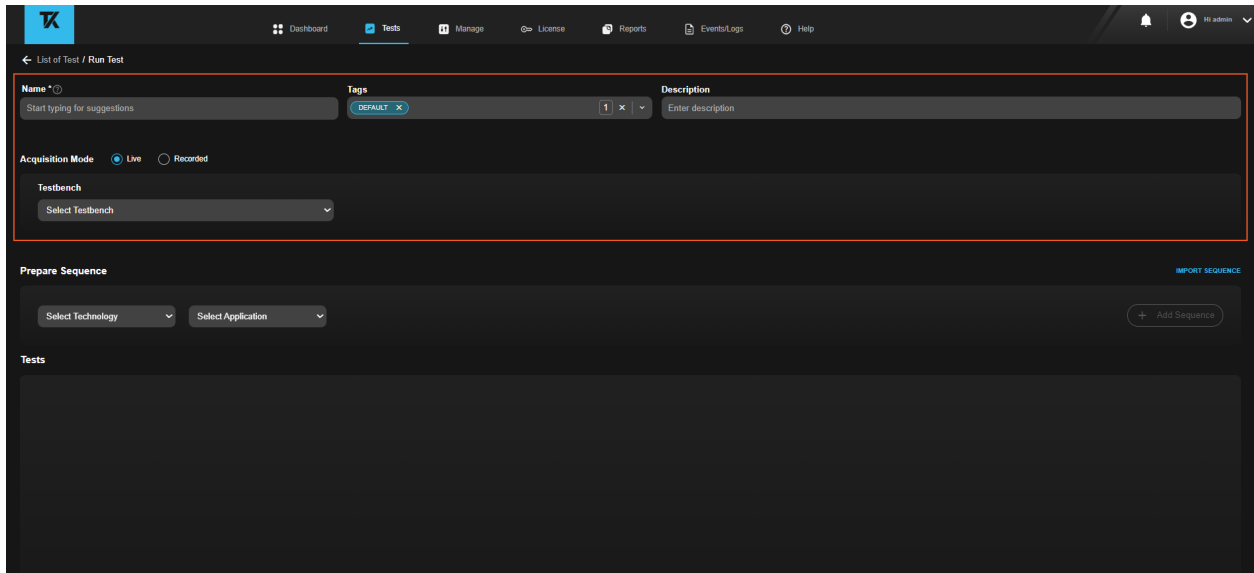 TK
Dashboard Tests Manage License Reports Events/Logs Help Hi admin
List of Test / Run Test
Name * Tags Description
Start typing for suggestions DEFAULT 1 Enter description
Acquisition Mode Live Recorded
Testbench
Select Testbench
Prepare Sequence IMPORT SEQUENCE
Select Technology Select Application + Add Sequence
Tests